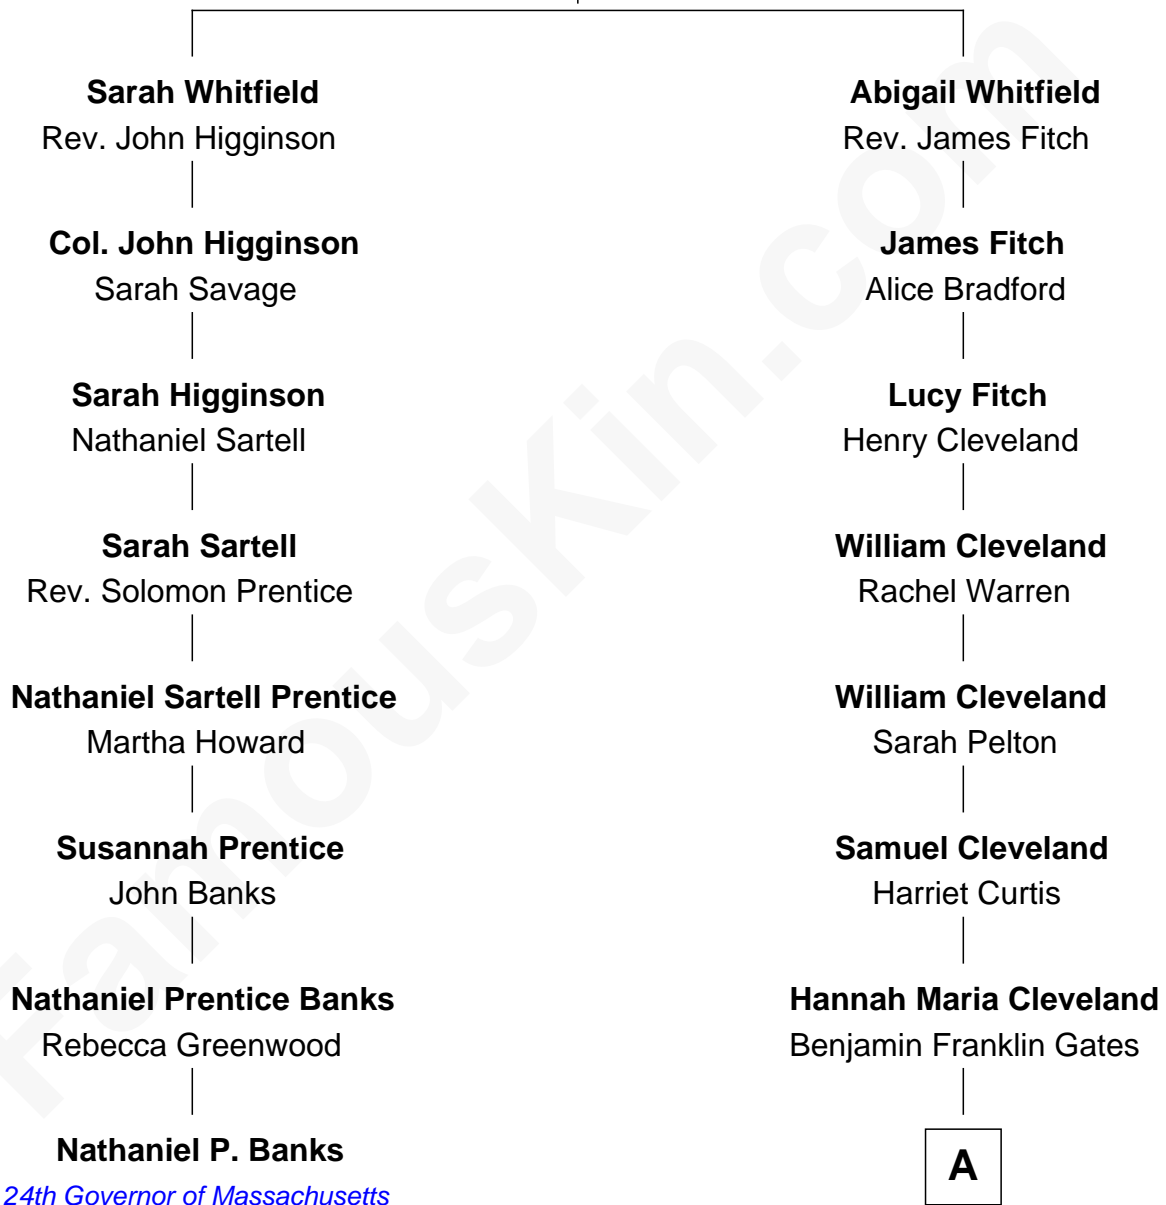 Sarah Whitfield
Rev. John Higginson
Abigail Whitfield
Rev. James Fitch
Col. John Higginson
Sarah Savage
James Fitch
Alice Bradford
Sarah Higginson
Nathaniel Sartell
Lucy Fitch
Henry Cleveland
Sarah Sartell
Rev. Solomon Prentice
William Cleveland
Rachel Warren
Nathaniel Sartell Prentice
Martha Howard
William Cleveland
Sarah Pelton
Susannah Prentice
John Banks
Samuel Cleveland
Harriet Curtis
Nathaniel Prentice Banks
Rebecca Greenwood
Hannah Maria Cleveland
Benjamin Franklin Gates
Nathaniel P. Banks
24th Governor of Massachusetts
A
FamousKin.com